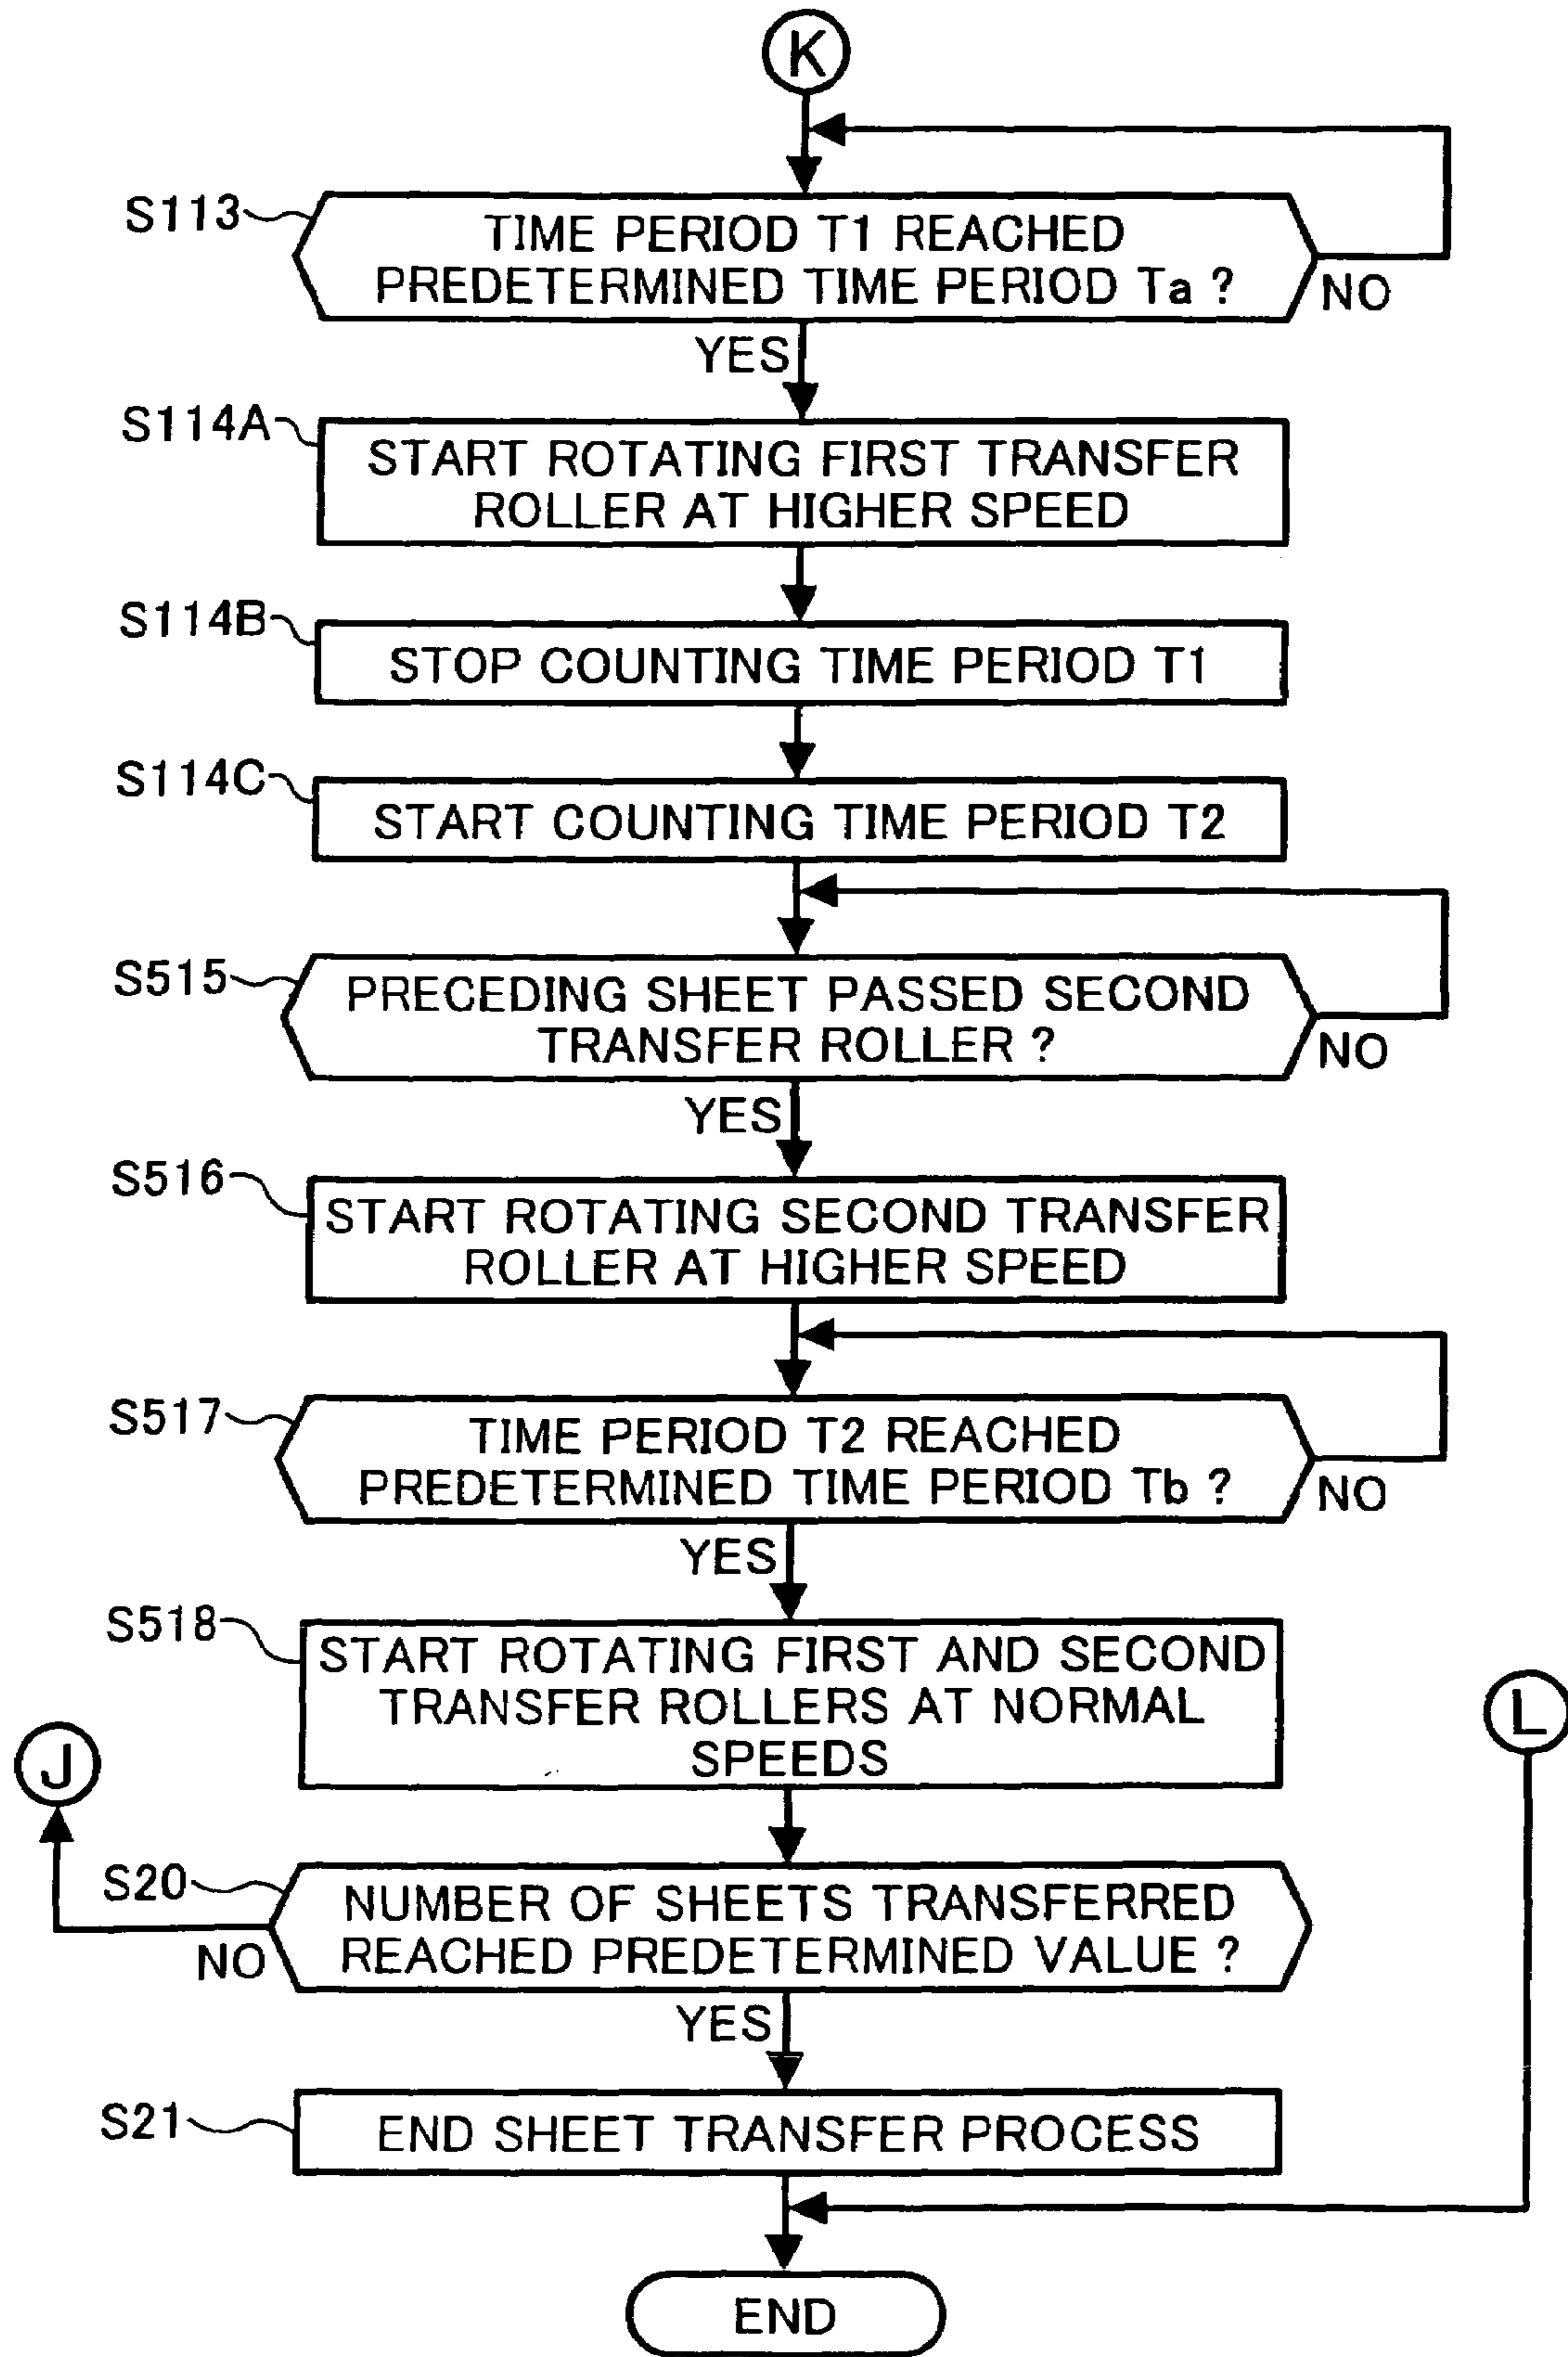 K
S113
TIME PERIOD T1 REACHED
PREDETERMINED TIME PERIOD Ta ?
NO
YES
S114A
START ROTATING FIRST TRANSFER
ROLLER AT HIGHER SPEED
S114B
STOP COUNTING TIME PERIOD T1
S114C
START COUNTING TIME PERIOD T2
S515
PRECEDING SHEET PASSED SECOND
TRANSFER ROLLER ?
NO
YES
S516
START ROTATING SECOND TRANSFER
ROLLER AT HIGHER SPEED
S517
TIME PERIOD T2 REACHED
PREDETERMINED TIME PERIOD Tb ?
NO
YES
S518
START ROTATING FIRST AND SECOND
TRANSFER ROLLERS AT NORMAL
SPEEDS
L
J
S20
NUMBER OF SHEETS TRANSFERRED
REACHED PREDETERMINED VALUE ?
NO
YES
S21
END SHEET TRANSFER PROCESS
END